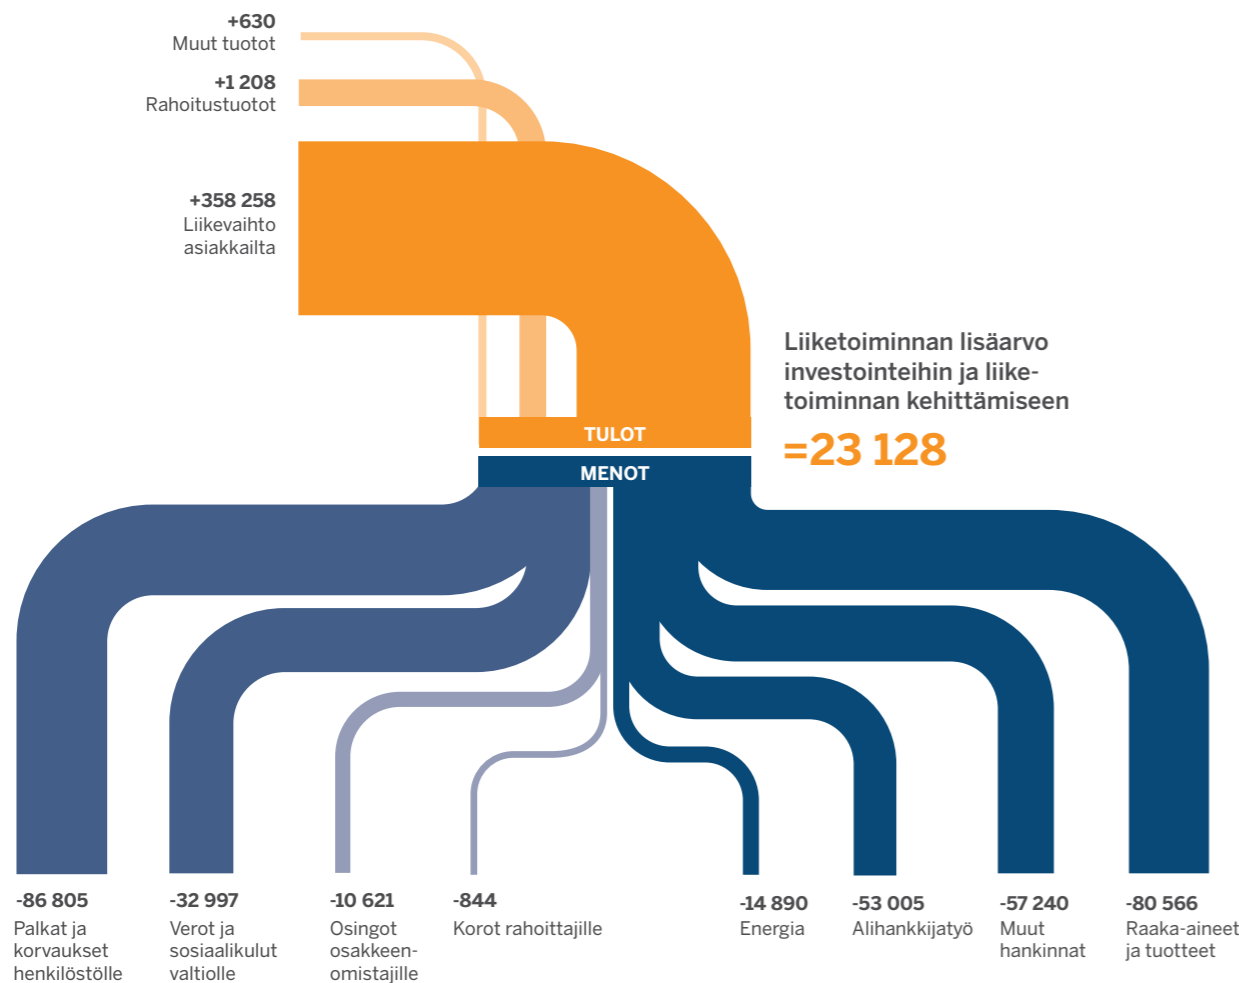 +630
Muut tuotot
+1 208
Rahoitustuotot
+358 258
Liikevaihto
asiakkailta
Liiketoiminnan lisäarvo
investointeihin ja liike-
toiminnan kehittämiseen
=23 128
TULOT
MENOT
-86 805
Palkat ja
korvaukset
henkilöstölle
-32 997
Verot ja
sosiaalikulut
valtiolle
-10 621
Osingot
osakkeen-
omistajille
-844
Korot rahoittajille
-14 890
Energia
-53 005
Alihankkijatyö
-57 240
Muut
hankinnat
-80 566
Raaka-aineet
ja tuotteet